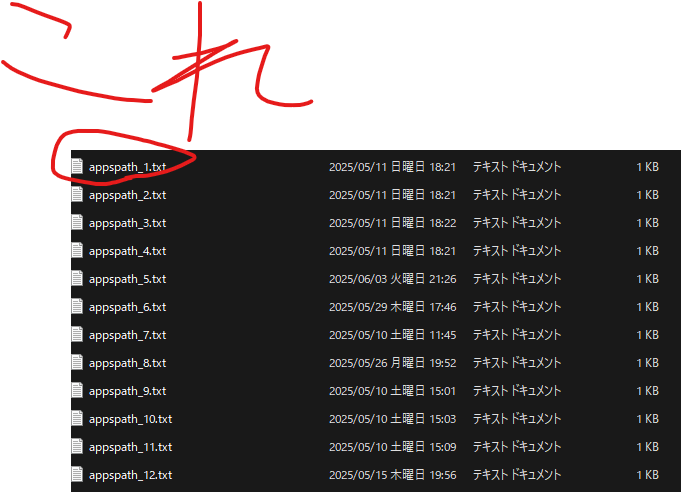 これ
appspath_1.txt 2025/05/11 日曜日 18:21 テキスト ドキュメント 1 KB
appspath_2.txt 2025/05/11 日曜日 18:21 テキスト ドキュメント 1 KB
appspath_3.txt 2025/05/11 日曜日 18:22 テキスト ドキュメント 1 KB
appspath_4.txt 2025/05/11 日曜日 18:21 テキスト ドキュメント 1 KB
appspath_5.txt 2025/06/03 火曜日 21:26 テキスト ドキュメント 1 KB
appspath_6.txt 2025/05/29 木曜日 17:46 テキスト ドキュメント 1 KB
appspath_7.txt 2025/05/10 土曜日 11:45 テキスト ドキュメント 1 KB
appspath_8.txt 2025/05/26 月曜日 19:52 テキスト ドキュメント 1 KB
appspath_9.txt 2025/05/10 土曜日 15:01 テキスト ドキュメント 1 KB
appspath_10.txt 2025/05/10 土曜日 15:03 テキスト ドキュメント 1 KB
appspath_11.txt 2025/05/10 土曜日 15:09 テキスト ドキュメント 1 KB
appspath_12.txt 2025/05/15 木曜日 19:56 テキスト ドキュメント 1 KB